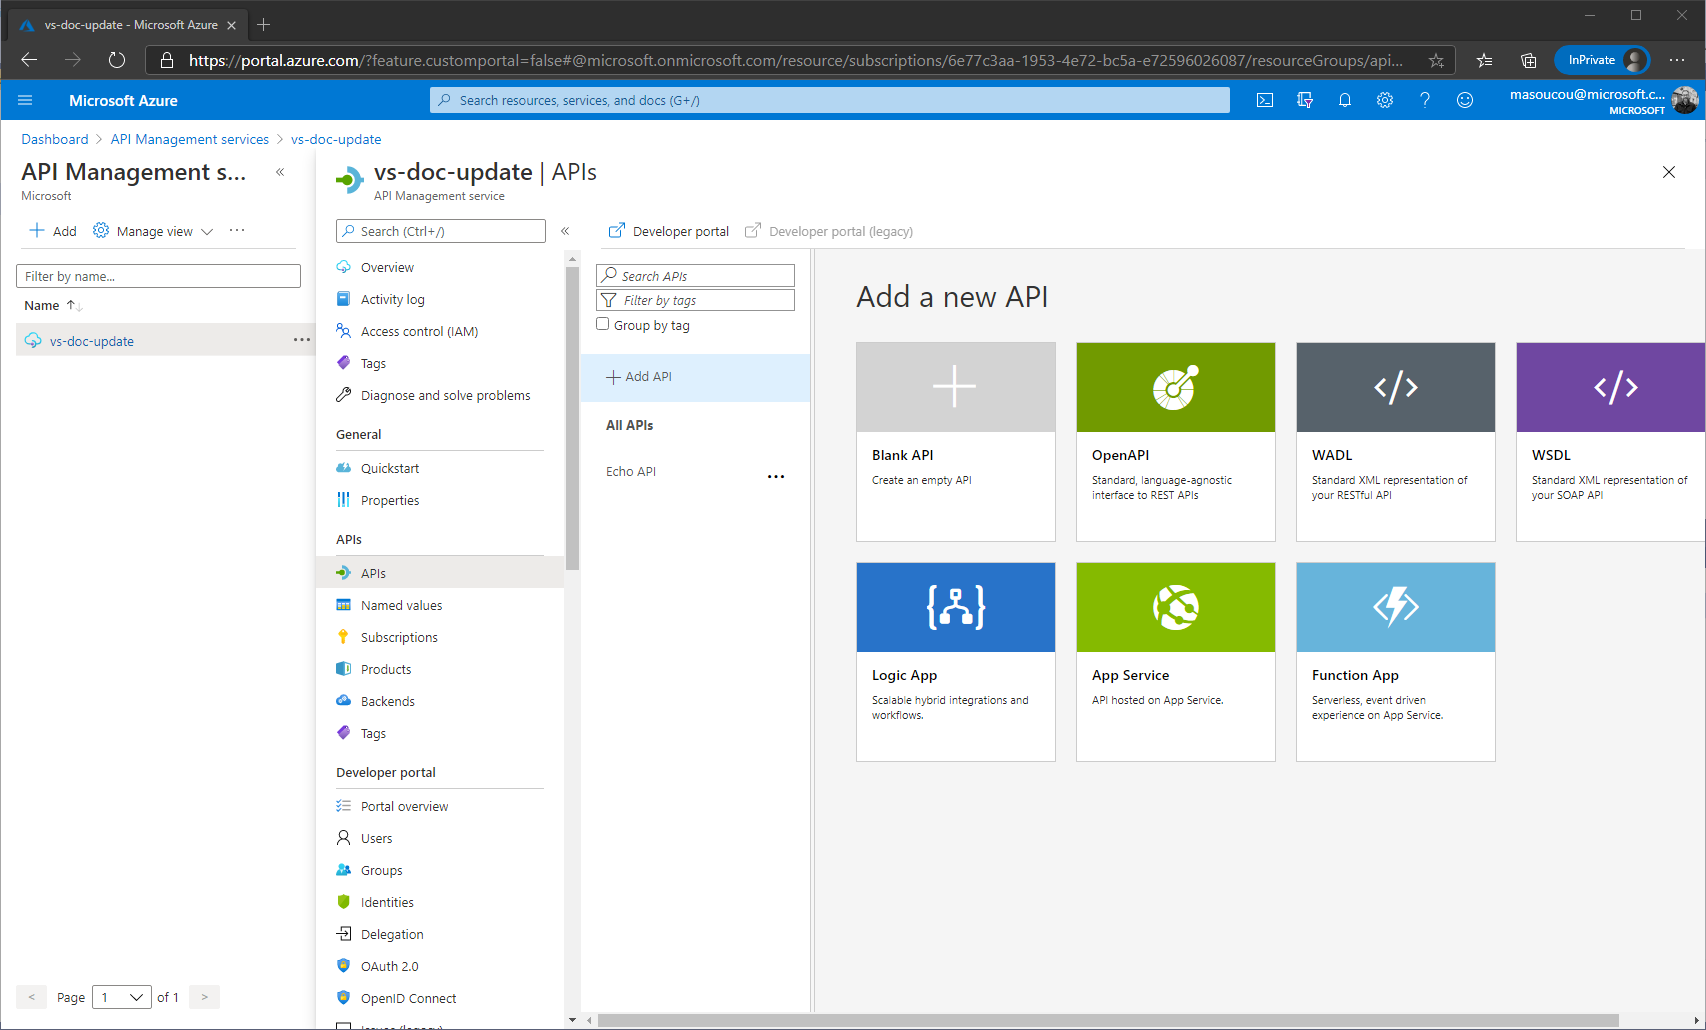 vs-doc-update - Microsoft Azure
https://portal.azure.com/?feature.customportal=false#@microsoft.onmicrosoft.com/resource/subscriptions/6e77c3aa-1953-4e72-bc5a-e72596026087/resourceGroups/api...
InPrivate
Microsoft Azure
Search resources, services, and docs (G+/)
masoucou@microsoft.c...
MICROSOFT
Dashboard > API Management services > vs-doc-update
API Management s...
Microsoft
Add
Manage view
Filter by name...
Name
vs-doc-update
< Page 1 of 1 >
vs-doc-update | APIs
API Management service
Search (Ctrl+/)
Overview
Activity log
Access control (IAM)
Tags
Diagnose and solve problems
General
Quickstart
Properties
APIs
APIs
Named values
Subscriptions
Products
Backends
Tags
Developer portal
Portal overview
Users
Groups
Identities
Delegation
OAuth 2.0
OpenID Connect
Issues (legacy)
Developer portal
Developer portal (legacy)
Search APIs
Filter by tags
Group by tag
Add API
All APIs
Echo API
Add a new API
Blank API
Create an empty API
OpenAPI
Standard, language-agnostic
interface to REST APIs
WADL
Standard XML representation of
your RESTful API
WSDL
Standard XML representation of
your SOAP API
Logic App
Scalable hybrid integrations and
workflows.
App Service
API hosted on App Service.
Function App
Serverless, event driven
experience on App Service.